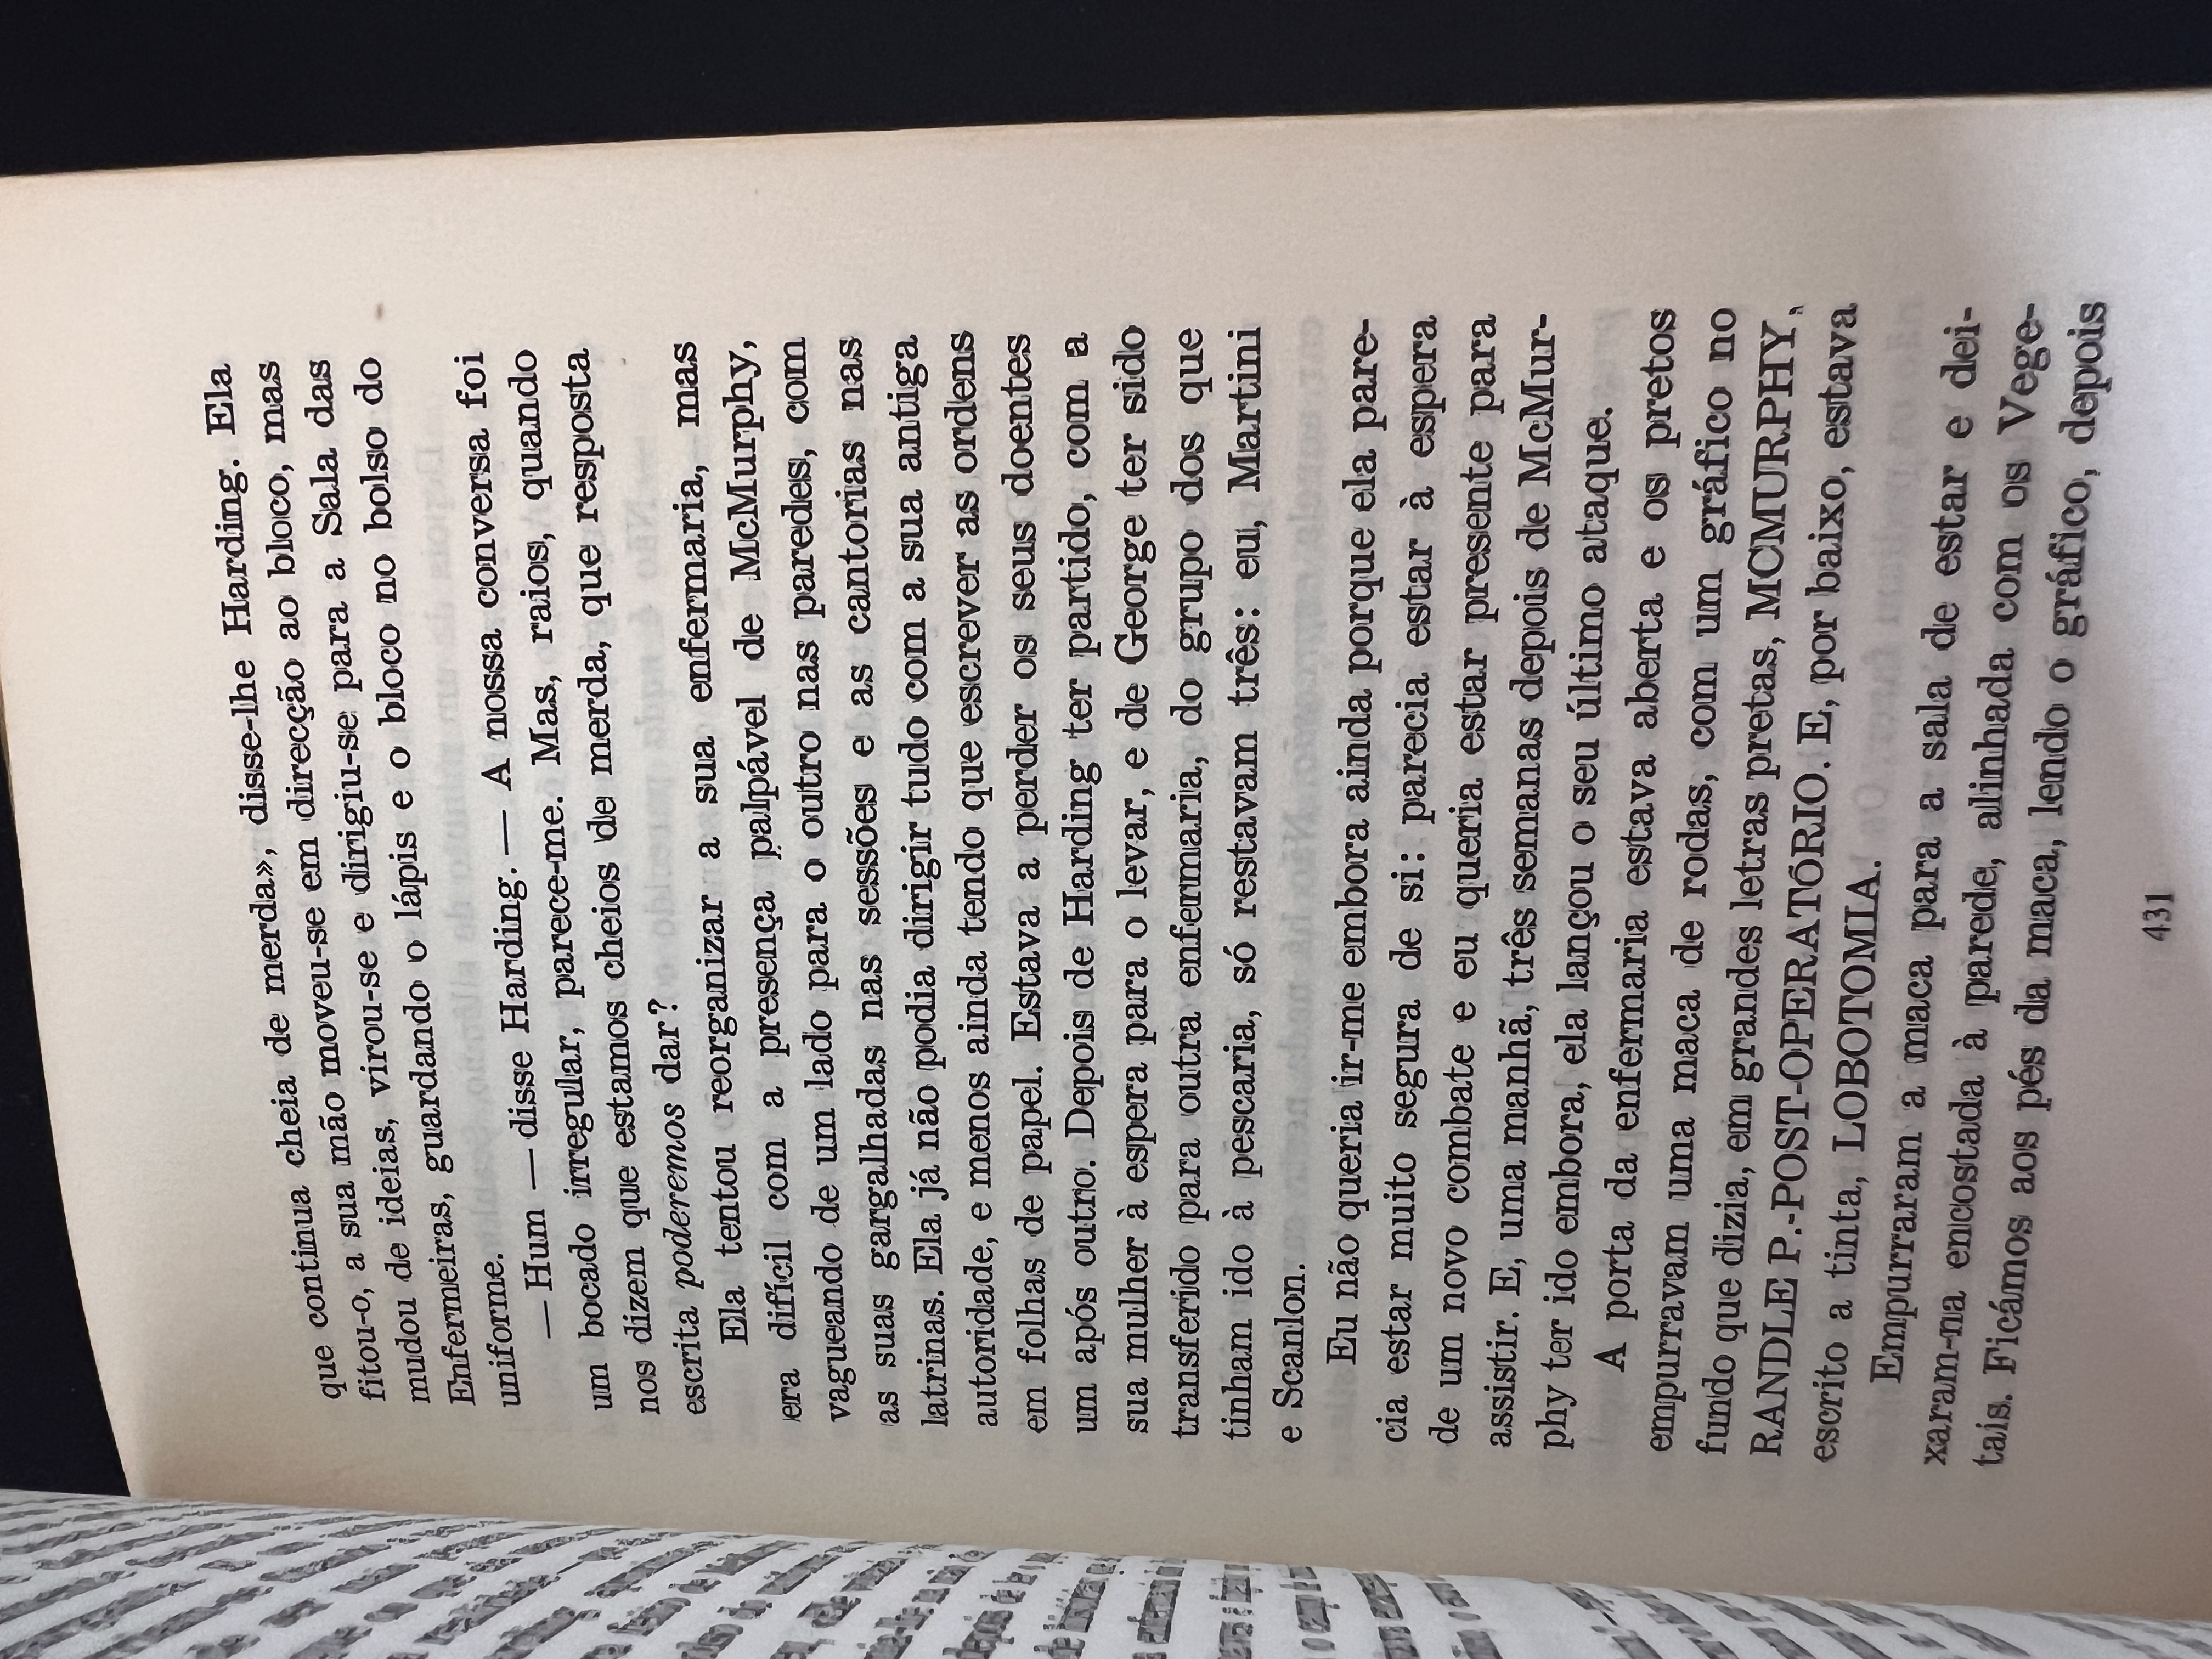 que continua cheia de merda», disse-lhe Harding. Ela
fitou-o, a sua mão moveu-se em direcção ao bloco, mas
mudou de ideias, virou-se e dirigiu-se para a Sala das
Enfermeiras, guardando o lápis e o bloco no bolso do
uniforme.
— Hum — disse Harding. — A nossa conversa foi
um bocado irregular, parece-me. Mas, raios, quando
nos dizem que estamos cheios de merda, que resposta
escrita poderemos dar?
Ela tentou reorganizar a sua enfermaria, mas
era difícil com a presença palpável de McMurphy,
vagueando de um lado para o outro nas paredes, com
as suas gargalhadas nas sessões e as cantorias nas
latrinas. Ela já não podia dirigir tudo com a sua antiga
autoridade, e menos ainda tendo que escrever as ordens
em folhas de papel. Estava a perder os seus doentes
um após outro. Depois de Harding ter partido, com a
sua mulher à espera para o levar, e de George ter sido
transferido para outra enfermaria, do grupo dos que
tinham ido à pescaria, só restavam três: eu, Martini
e Scanlon.
Eu não queria ir-me embora ainda porque ela pare-
cia estar muito segura de si: parecia estar à espera
de um novo combate e eu queria estar presente para
assistir. E, uma manhã, três semanas depois de McMur-
phy ter ido embora, ela lançou o seu último ataque.
A porta da enfermaria estava aberta e os pretos
empurravam uma maca de rodas, com um gráfico no
fundo que dizia, em grandes letras pretas, MCMURPHY,
RANDLE P.-POST-OPERATÓRIO. E, por baixo, estava
escrito a tinta, LOBOTOMIA.
Empurraram a maca para a sala de estar e dei-
xaram-na encostada à parede, alinhada com os Vege-
tais. Ficámos aos pés da maca, lendo o gráfico, depois
431